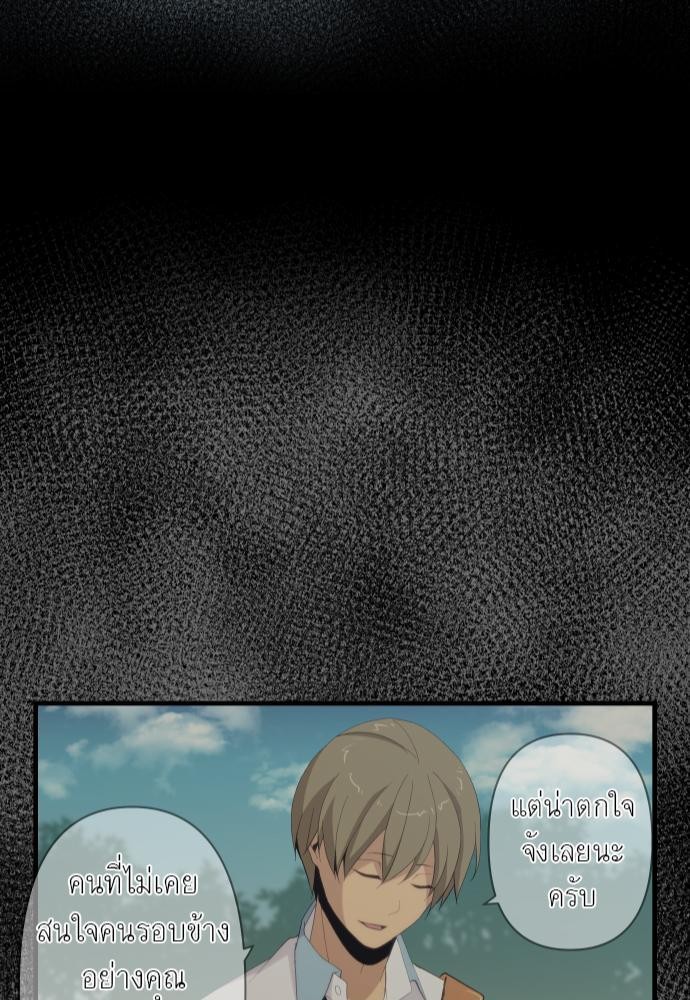 แต่น่าตกใจ
จังเลยนะ
ครับ
คนที่ไม่เคย
สนใจคนรอบข้าง
อย่างคุณ